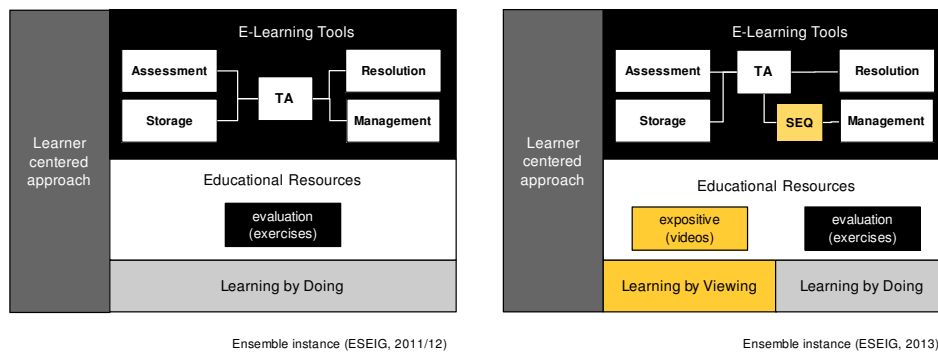 E-Learning Tools
Assessment
Resolution
TA
Storage
Management
Learner
centered
approach
Educational Resources
evaluation
(exercises)
Learning by Doing
Ensemble instance (ESEIG, 2011/12)
E-Learning Tools
Assessment
TA
Resolution
Storage
SEQ
Management
Learner
centered
approach
Educational Resources
expositive
(videos)
evaluation
(exercises)
Learning by Viewing
Learning by Doing
Ensemble instance (ESEIG, 2013)